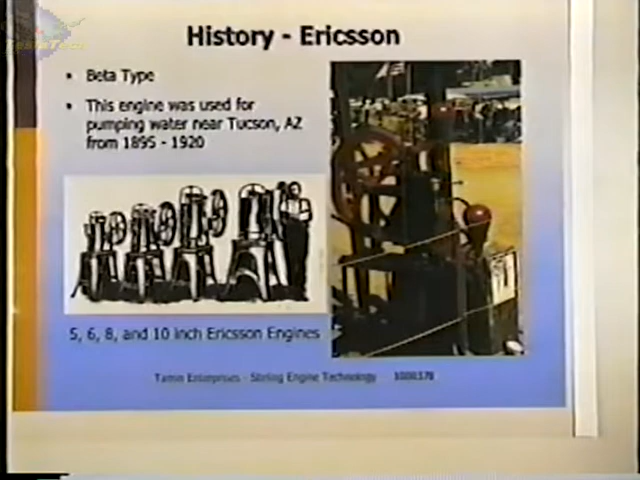 History - Ericsson
• Beta Type
• This engine was used for
pumping water near Tucson, AZ
from 1895 - 1920
5, 6, 8, and 10 inch Ericsson Engines
Enterprises - Stirling Engine Technology